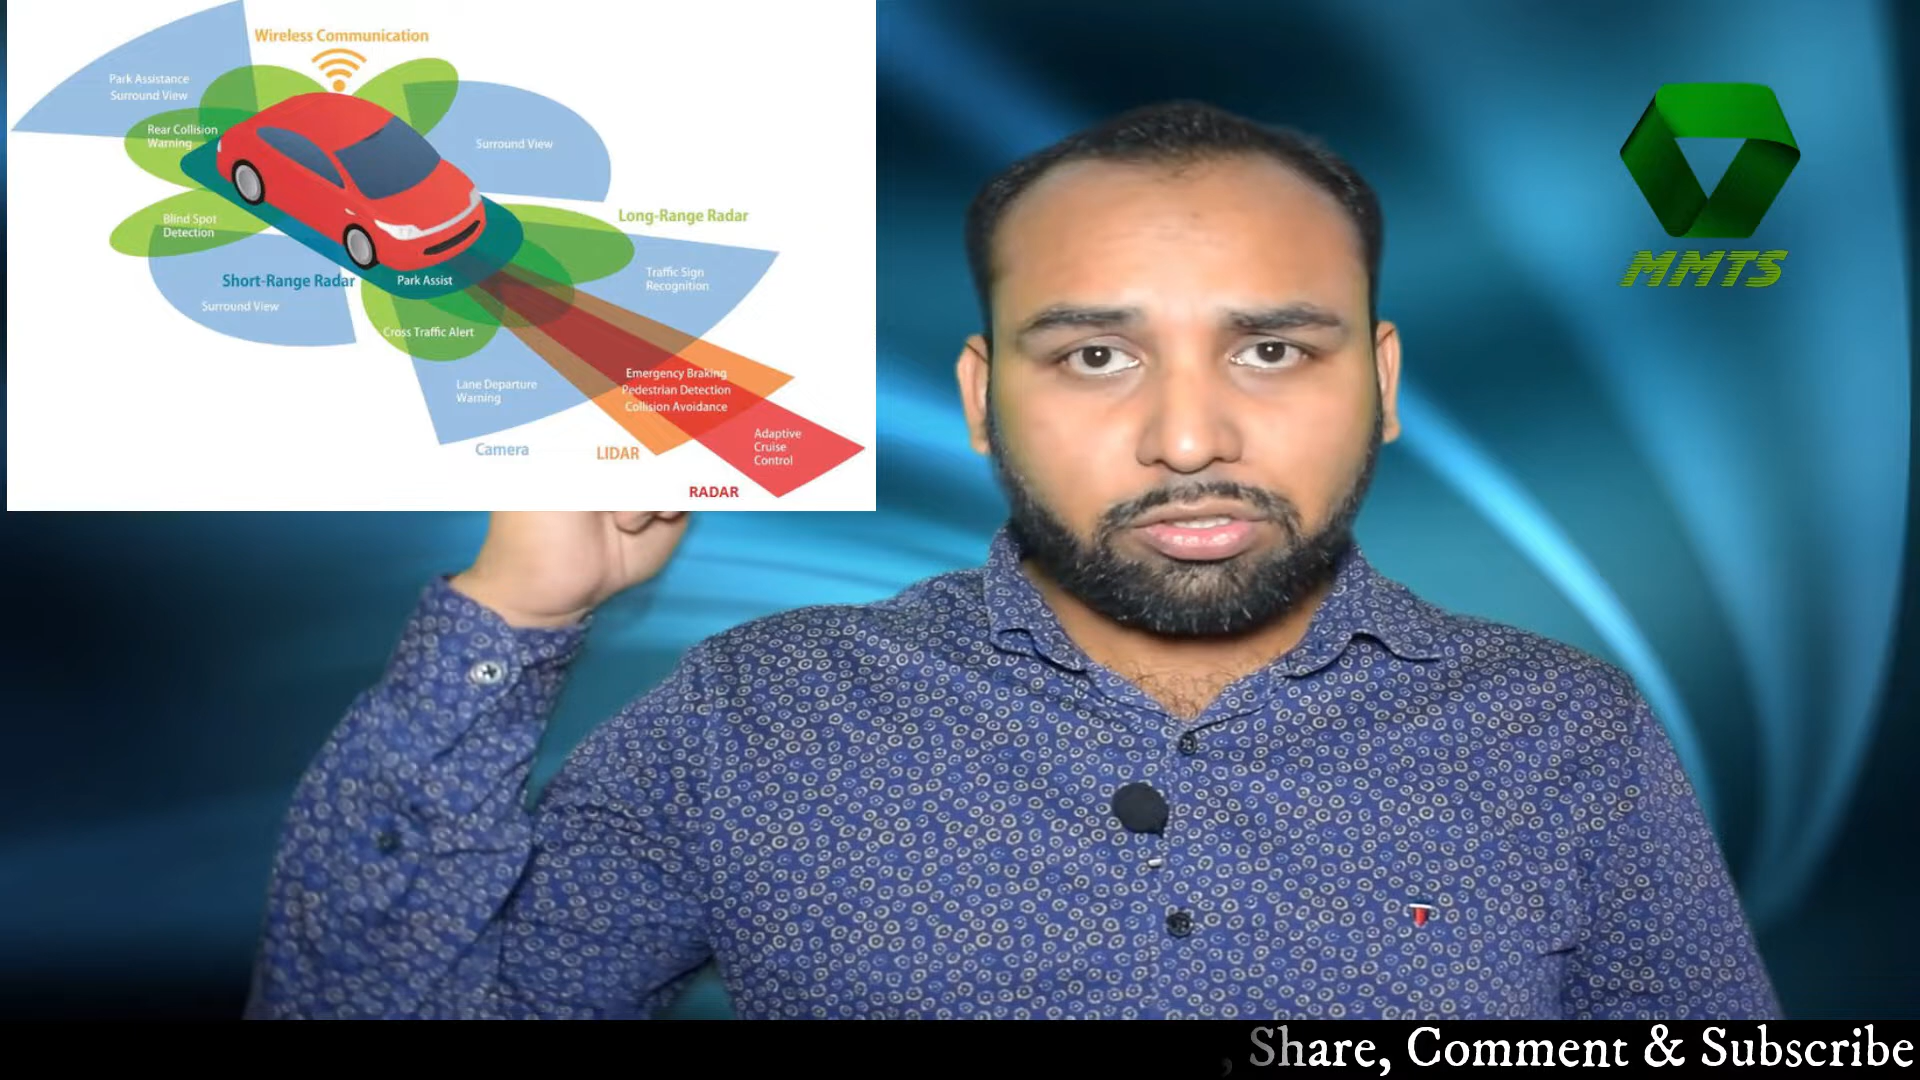 Wireless Communication
Park Assistance
Surround View
Rear Collision
Warning
Surround View
Blind Spot
Detection
Long-Range Radar
Short-Range Radar
Park Assist
Traffic Sign
Recognition
Surround View
Cross Traffic Alert
Lane Departure
Warning
Emergency Braking
Pedestrian Detection
Collision Avoidance
Adaptive
Cruise
Control
Camera
LIDAR
RADAR
MMTS
, Share, Comment & Subscribe